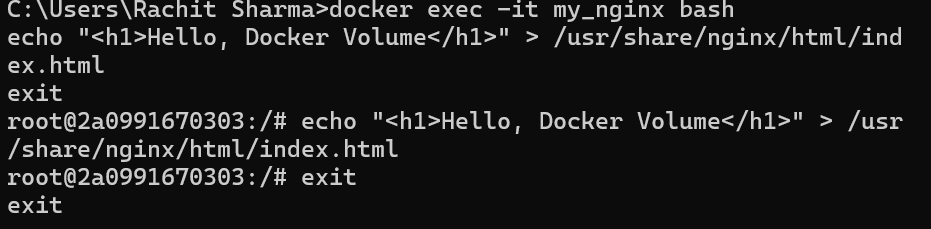 C:\Users\Rachit Sharma>docker exec -it my_nginx bash
echo "<h1>Hello, Docker Volume</h1>" > /usr/share/nginx/html/ind
ex.html
exit
root@2a0991670303:/# echo "<h1>Hello, Docker Volume</h1>" > /usr
/share/nginx/html/index.html
root@2a0991670303:/# exit
exit